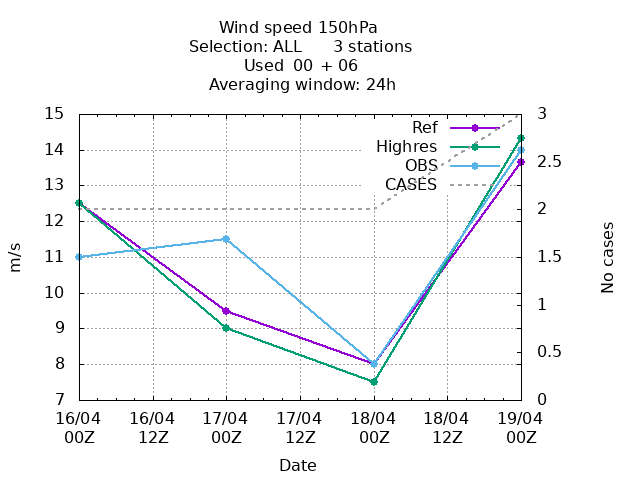 Wind speed 150hPa
Selection: ALL 3 stations
Used 00 + 06
Averaging window: 24h
15 3
Ref
14
Highres
OBS 2.5
13 CASES
12 2
11 1.5
10
1
9
8 0.5
7 0
m/s
No cases
16/04 16/04 17/04 17/04 18/04 18/04 19/04
00Z 12Z 00Z 12Z 00Z 12Z 00Z
Date